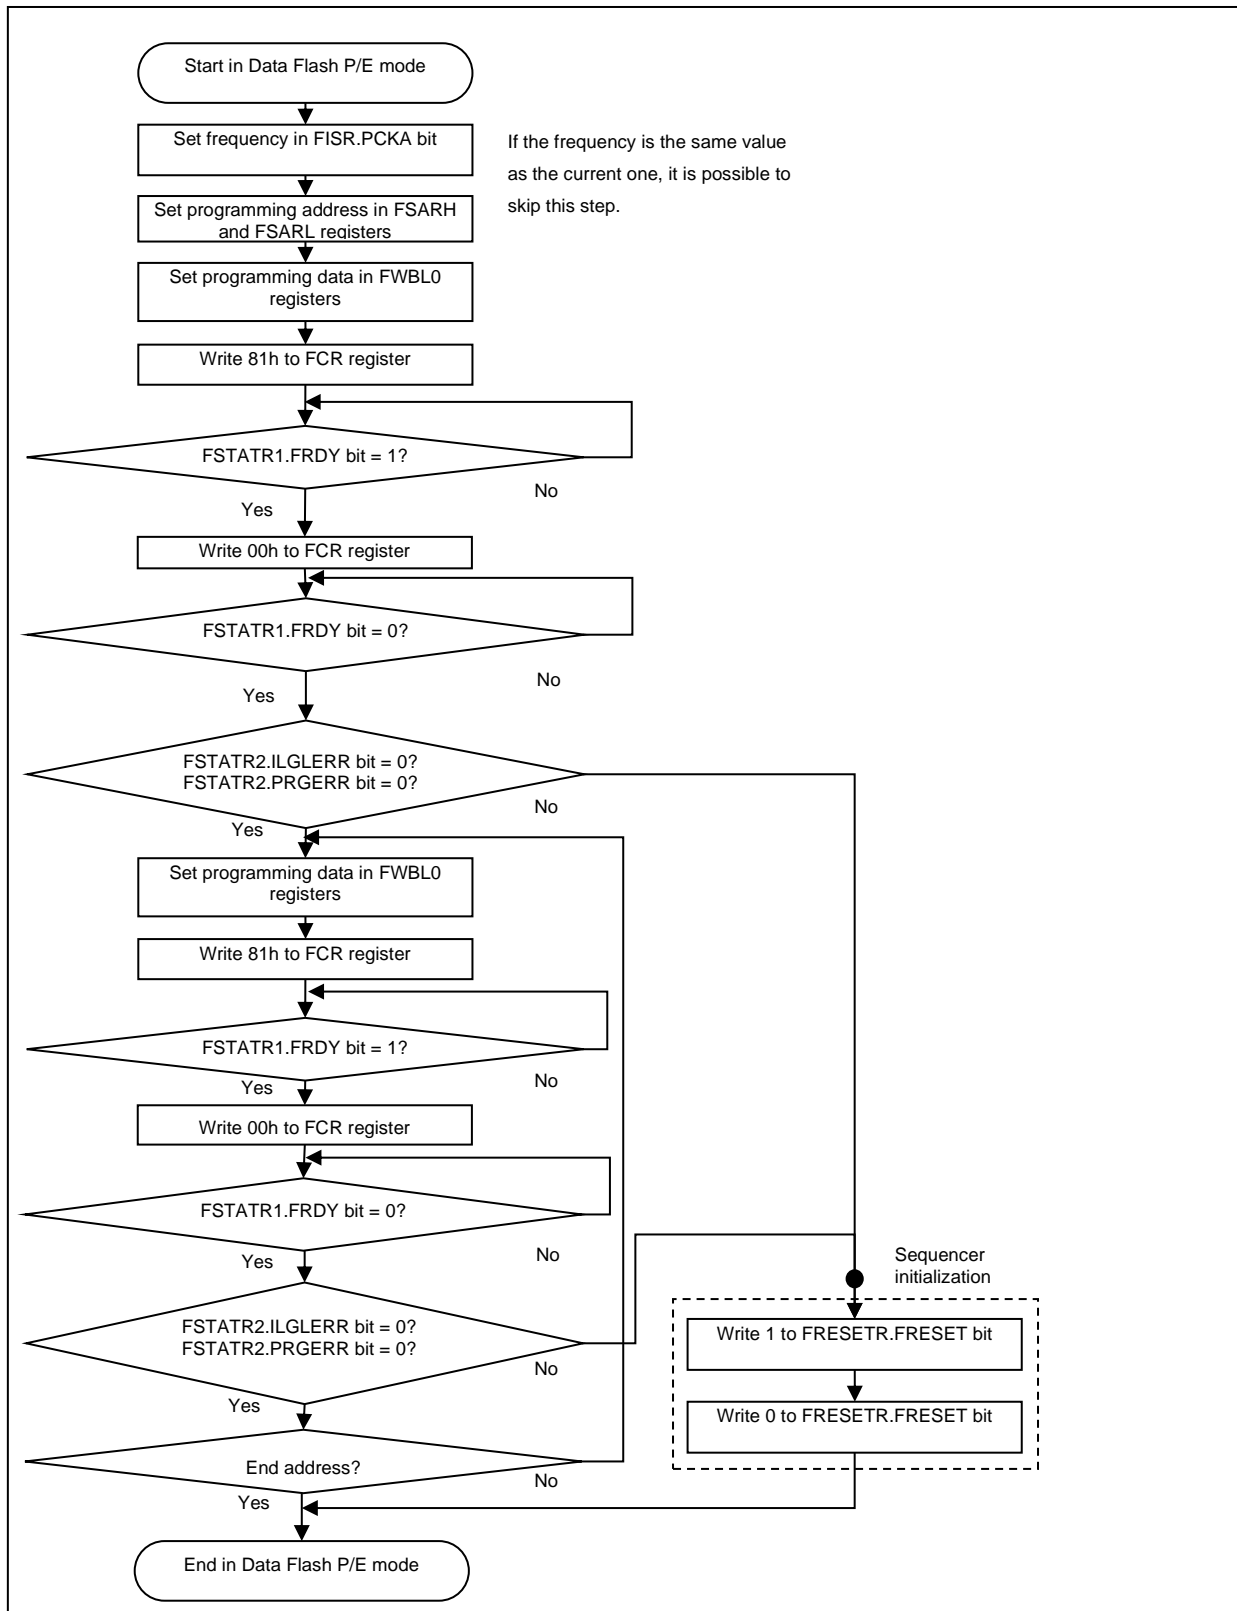 Start in Data Flash P/E mode
Set frequency in FISR.PCKA bit
If the frequency is the same value
as the current one, it is possible to
skip this step.
Set programming address in FSARH
and FSARL registers
Set programming data in FWBL0
registers
Write 81h to FCR register
FSTATR1.FRDY bit = 1?
No
Yes
Write 00h to FCR register
FSTATR1.FRDY bit = 0?
No
Yes
FSTATR2.ILGLERR bit = 0?
FSTATR2.PRGERR bit = 0?
No
Yes
Set programming data in FWBL0
registers
Write 81h to FCR register
FSTATR1.FRDY bit = 1?
No
Yes
Write 00h to FCR register
FSTATR1.FRDY bit = 0?
No
Yes
Sequencer
initialization
FSTATR2.ILGLERR bit = 0?
FSTATR2.PRGERR bit = 0?
No
Yes
Write 1 to FRESETR.FRESET bit
Write 0 to FRESETR.FRESET bit
End address?
No
Yes
End in Data Flash P/E mode